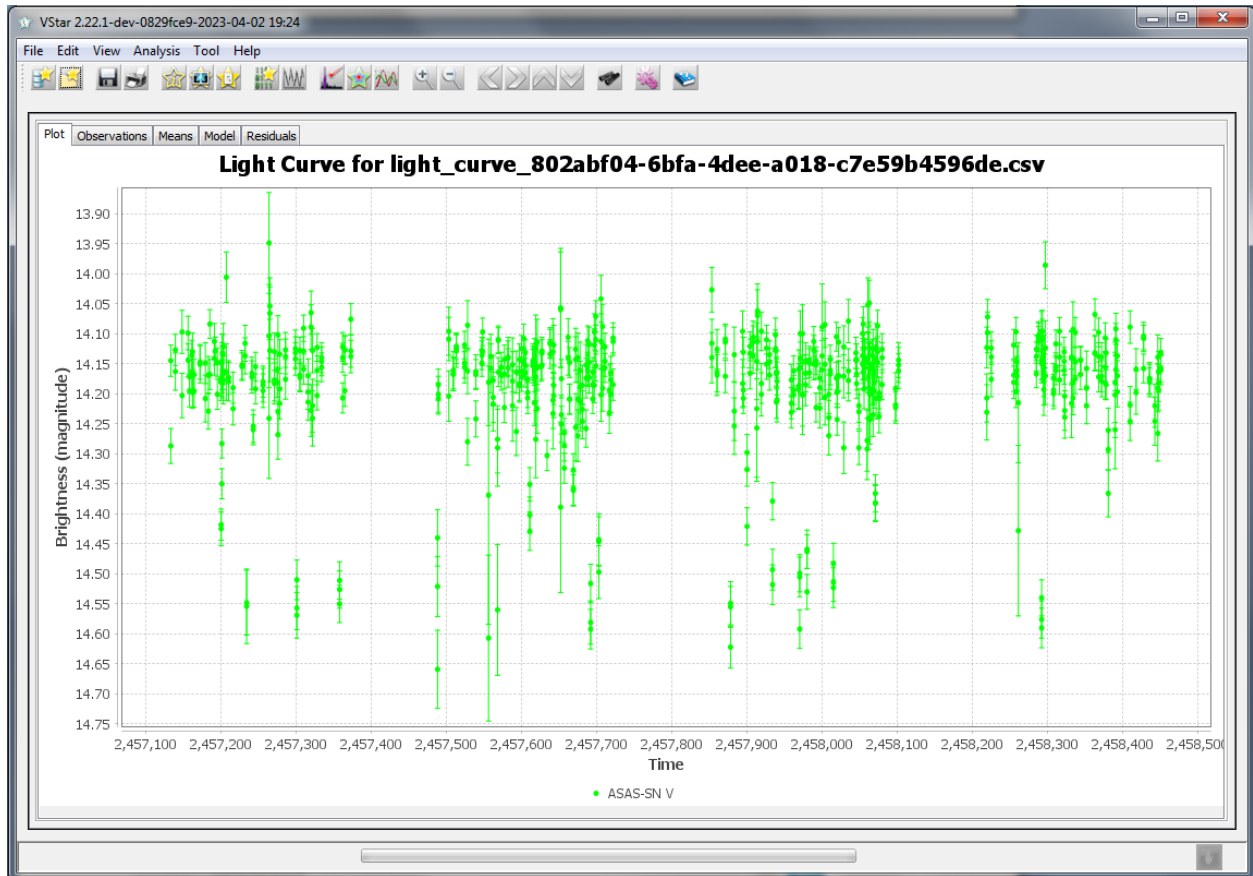 VStar 2.22.1-dev-0829fce9-2023-04-02 19:24
File Edit View Analysis Tool Help
Plot Observations Means Model Residuals
Light Curve for light_curve_802abf04-6bfa-4dee-a018-c7e59b4596de.csv
Brightness (magnitude)
13.90
13.95
14.00
14.05
14.10
14.15
14.20
14.25
14.30
14.35
14.40
14.45
14.50
14.55
14.60
14.65
14.70
14.75
2,457,100 2,457,200 2,457,300 2,457,400 2,457,500 2,457,600 2,457,700 2,457,800 2,457,900 2,458,000 2,458,100 2,458,200 2,458,300 2,458,400 2,458,500
Time
ASAS-SN V